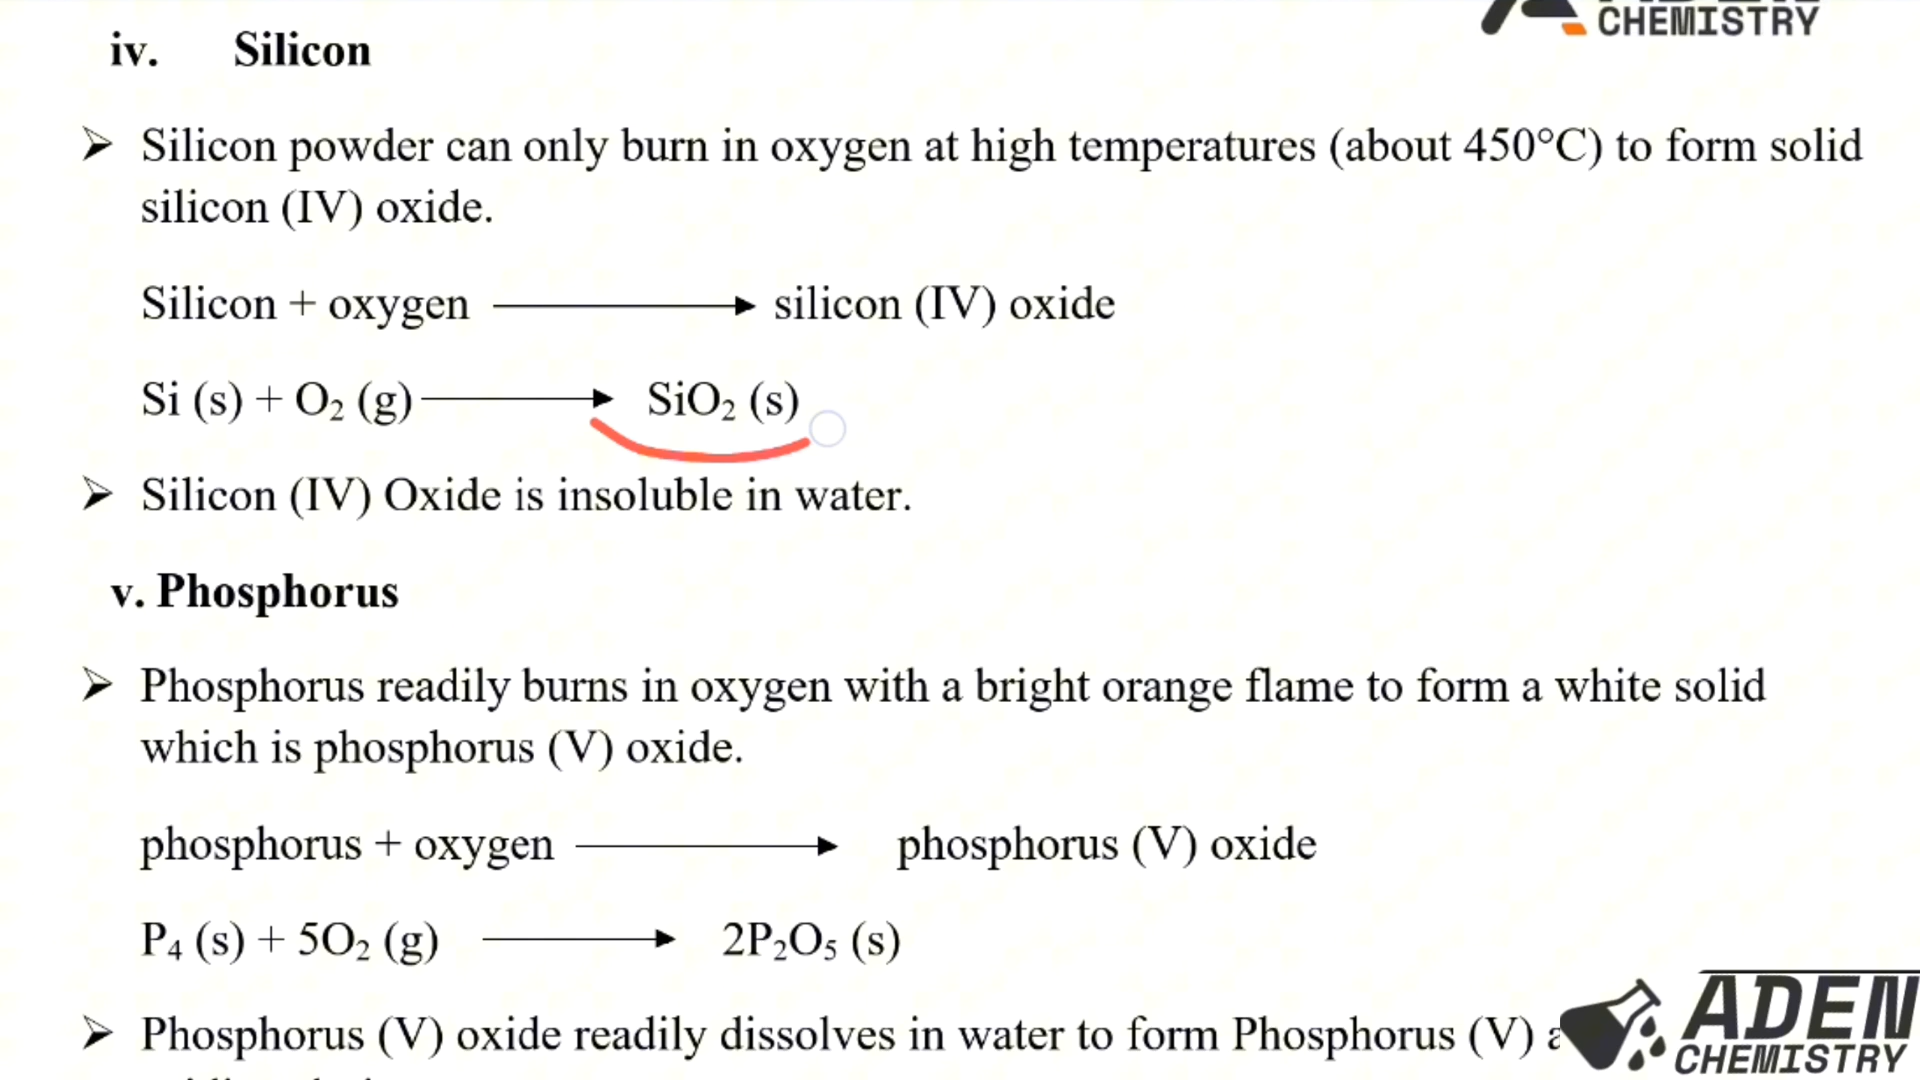 CHEMISTRY
iv. Silicon
➢ Silicon powder can only burn in oxygen at high temperatures (about 450°C) to form solid
silicon (IV) oxide.
Silicon + oxygen ⟶ silicon (IV) oxide
Si (s) + O₂ (g) ⟶ SiO₂ (s)
➢ Silicon (IV) Oxide is insoluble in water.
v. Phosphorus
➢ Phosphorus readily burns in oxygen with a bright orange flame to form a white solid
which is phosphorus (V) oxide.
phosphorus + oxygen ⟶ phosphorus (V) oxide
P₄ (s) + 5O₂ (g) ⟶ 2P₂O₅ (s)
➢ Phosphorus (V) oxide readily dissolves in water to form Phosphorus (V)
ADEN
CHEMISTRY